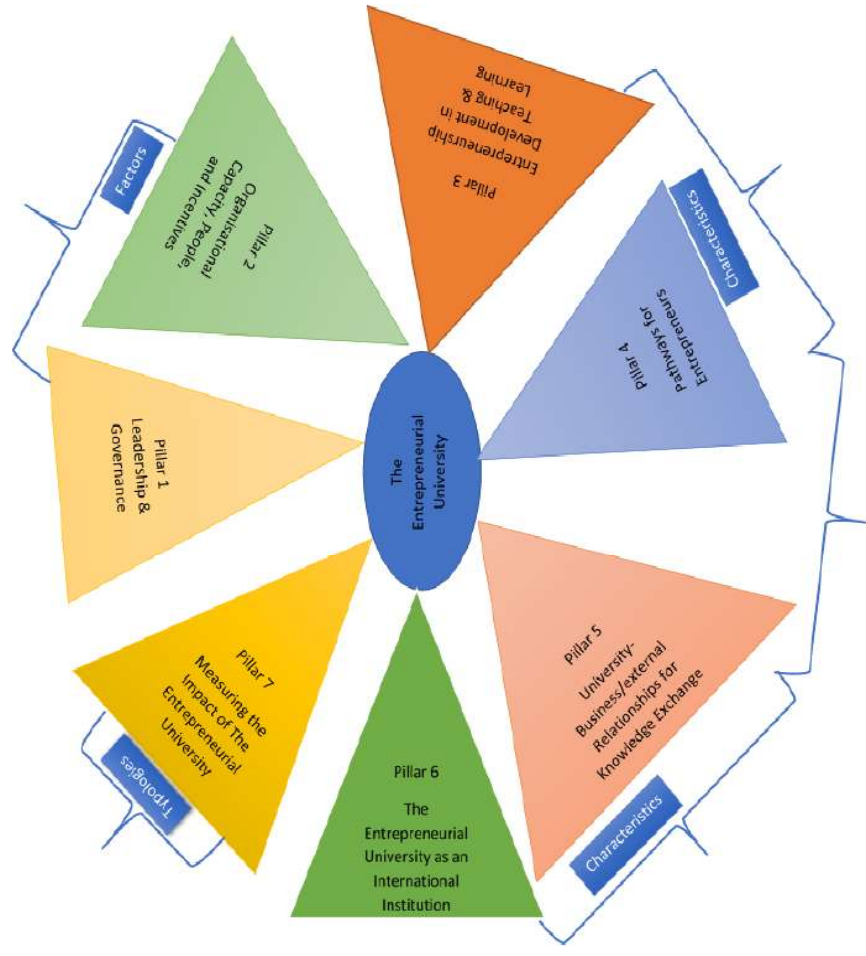 The
Entrepreneurial
University
Pillar 1
Leadership &
Governance
Pillar 2
Organisational
Capacity, People,
and Incentives
Factors
Pillar 3
Entrepreneurship
Development in
Teaching &
Learning
Characteristics
Pillar 4
Pathways for
Entrepreneurs
Pillar 5
University-
Business/external
Relationships for
Knowledge Exchange
Characteristics
Pillar 6
The
Entrepreneurial
University as an
International
Institution
Pillar 7
Measuring the
Impact of The
Entrepreneurial
University
Typologies